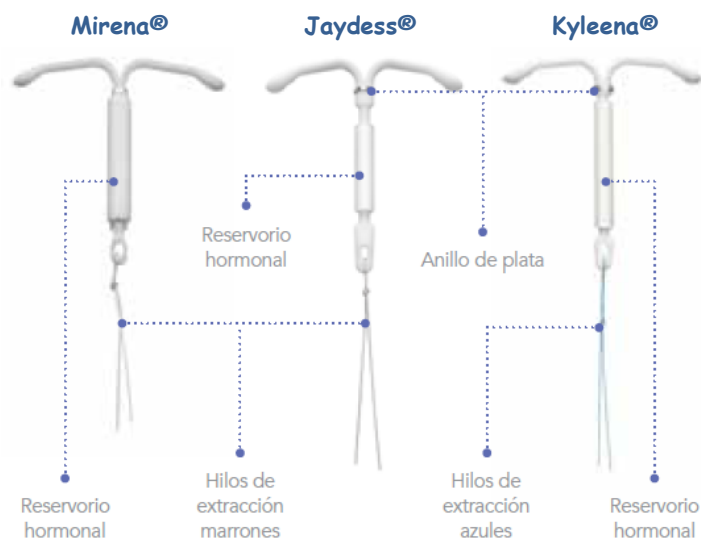 Mirena® Jaydess® Kyleena®
Reservorio
hormonal
Anillo de plata
Reservorio
hormonal
Hilos de
extracción
marrones
Hilos de
extracción
azules
Reservorio
hormonal